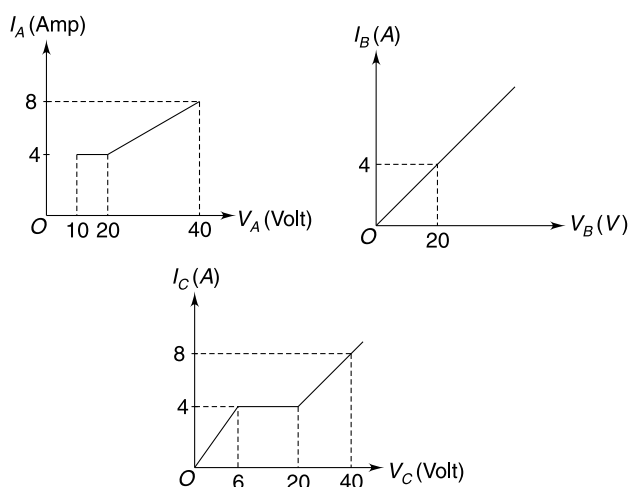 I_A (Amp)
8
4
O
10 20 40
V_A (Volt)
I_B (A)
4
O
20
V_B (V)
I_C (A)
8
4
O
6 20 40
V_C (Volt)